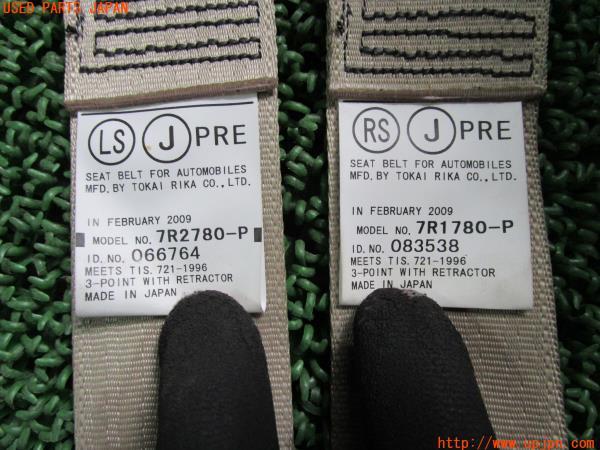 USED PARTS JAPAN
LS J PRE
SEAT BELT FOR AUTOMOBILES
MFD. BY TOKAI RIKA CO., LTD.
IN FEBRUARY 2009
MODEL NO. 7R2780-P
I D. NO. 066764
MEETS TIS. 721-1996
3-POINT WITH RETRACTOR
MADE IN JAPAN
RS J PRE
SEAT BELT FOR AUTOMOBILES
MFD. BY TOKAI RIKA CO., LTD.
IN FEBRUARY 2009
MODEL NO. 7R1780-P
I D. NO. 083538
MEETS TIS. 721-1996
3-POINT WITH RETRACTOR
MADE IN JAPAN
http://www.upjpn.com/